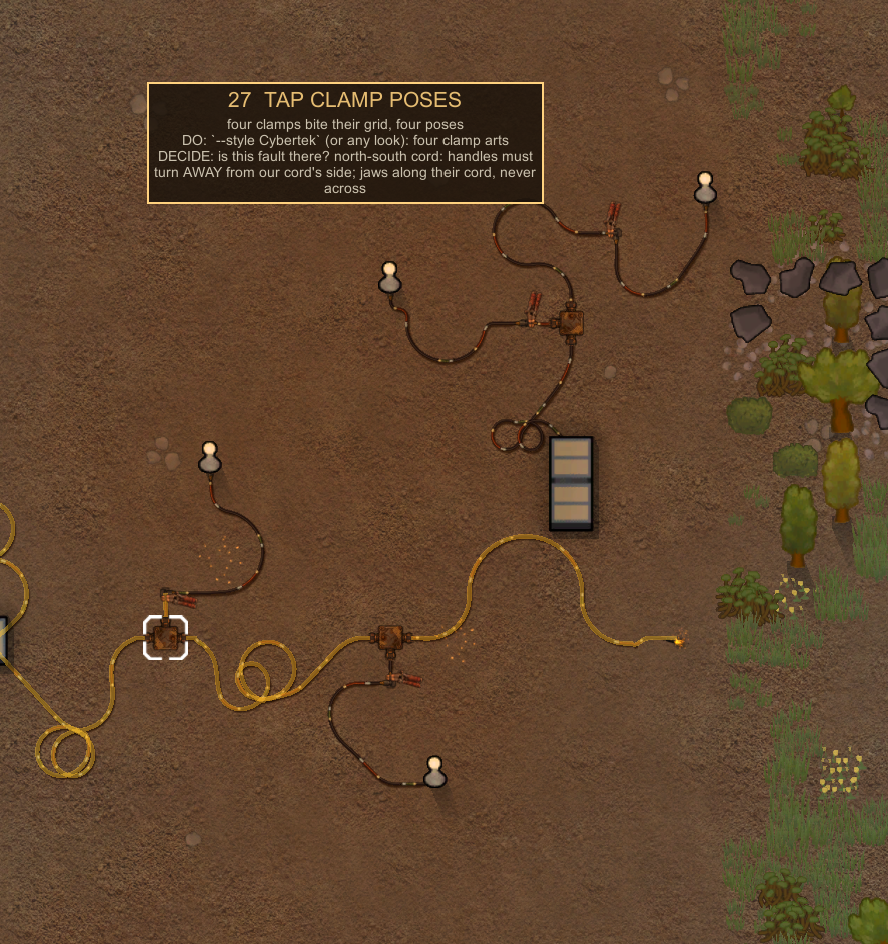 27 TAP CLAMP POSES
four clamps bite their grid, four poses
DO: `--style Cybertek` (or any look): four clamp arts
DECIDE: is this fault there? north-south cord: handles must
turn AWAY from our cord's side; jaws along their cord, never
across